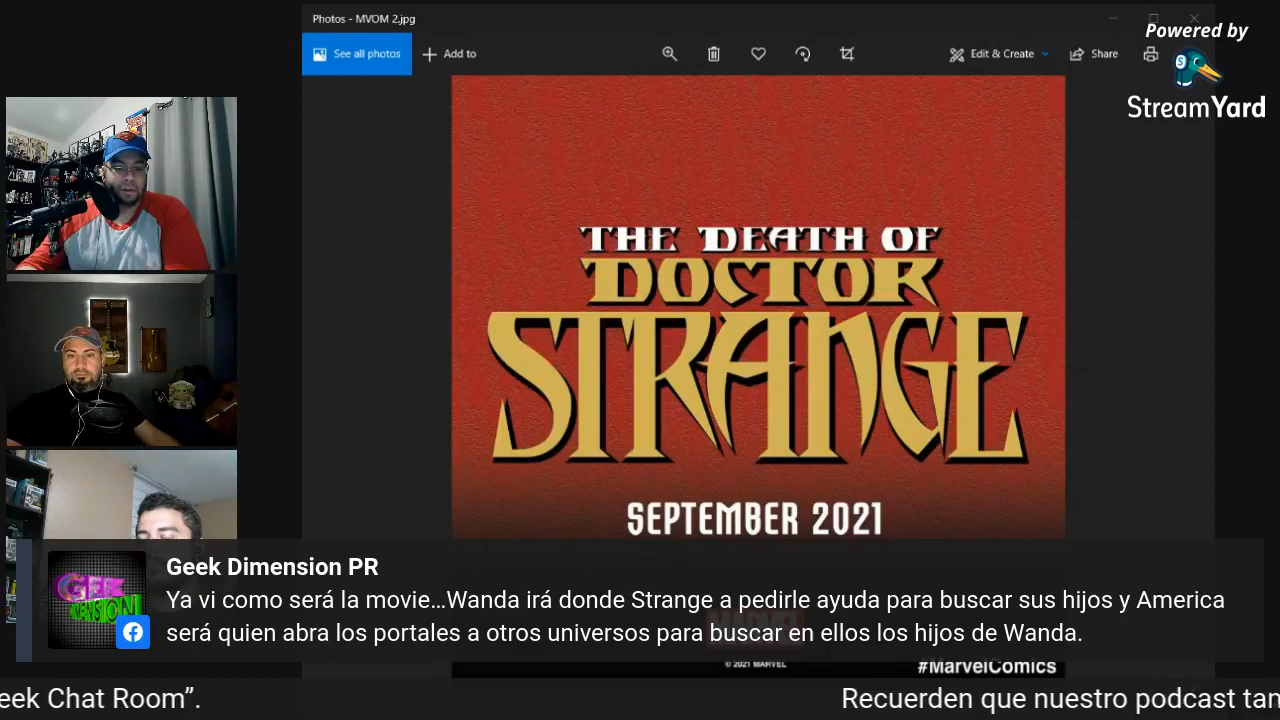 Photos - MVOM 2.jpg
Powered by
See all photos
Add to
Edit & Create
Share
StreamYard
THE DEATH OF
DOCTOR
STRANGE
SEPTEMBER 2021
Geek Dimension PR
Ya vi como será la movie...Wanda irá donde Strange a pedirle ayuda para buscar sus hijos y America
será quien abra los portales a otros universos para buscar en ellos los hijos de Wanda.
GEEK
DIMENSION
MARVEL
© 2021 MARVEL
#MarvelComics
eek Chat Room”.
Recuerden que nuestro podcast tan